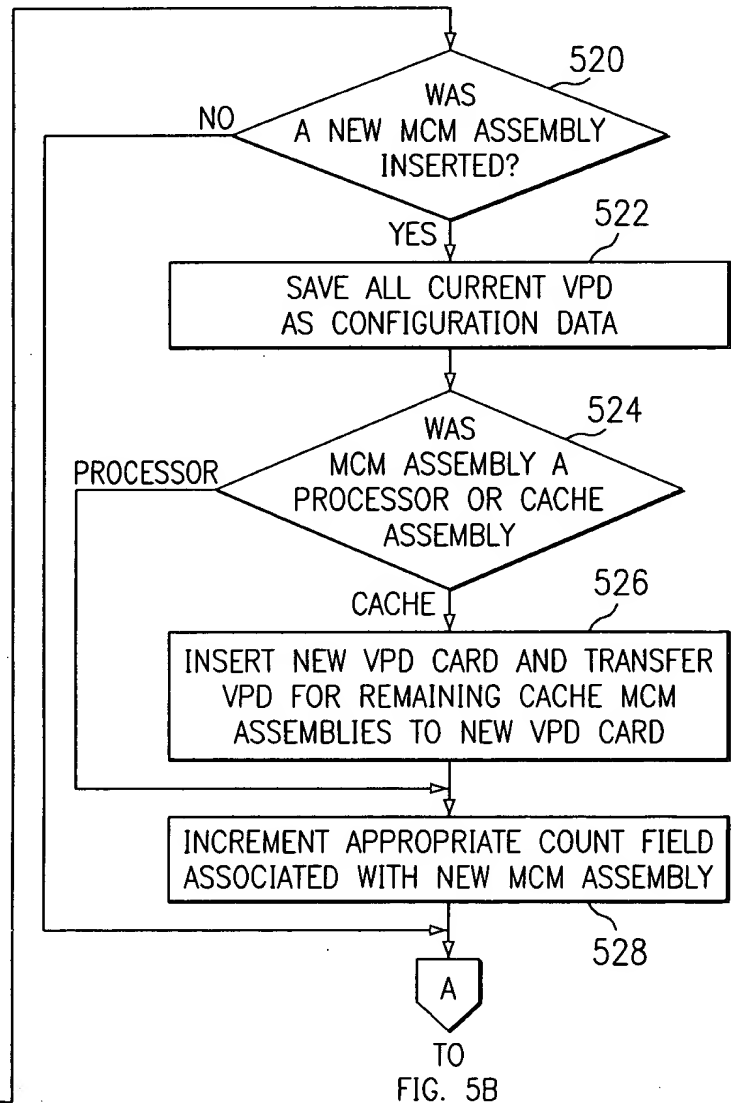 520
WAS
A NEW MCM ASSEMBLY
INSERTED?
NO
YES
522
SAVE ALL CURRENT VPD
AS CONFIGURATION DATA
524
WAS
MCM ASSEMBLY A
PROCESSOR OR CACHE
ASSEMBLY
PROCESSOR
CACHE
526
INSERT NEW VPD CARD AND TRANSFER
VPD FOR REMAINING CACHE MCM
ASSEMBLIES TO NEW VPD CARD
INCREMENT APPROPRIATE COUNT FIELD
ASSOCIATED WITH NEW MCM ASSEMBLY
528
A
TO
FIG. 5B